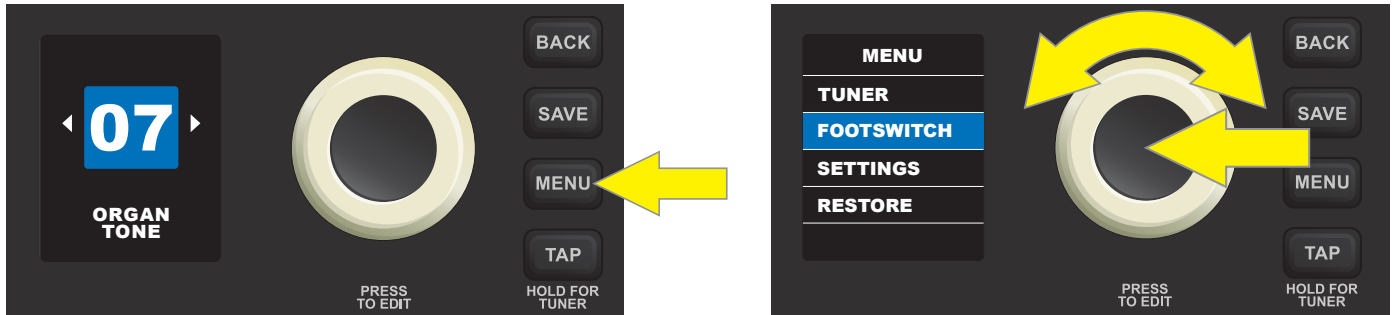 07
ORGAN
TONE
PRESS
TO EDIT
BACK
SAVE
MENU
TAP
HOLD FOR
TUNER
MENU
TUNER
FOOTSWITCH
SETTINGS
RESTORE
PRESS
TO EDIT
BACK
SAVE
MENU
TAP
HOLD FOR
TUNER